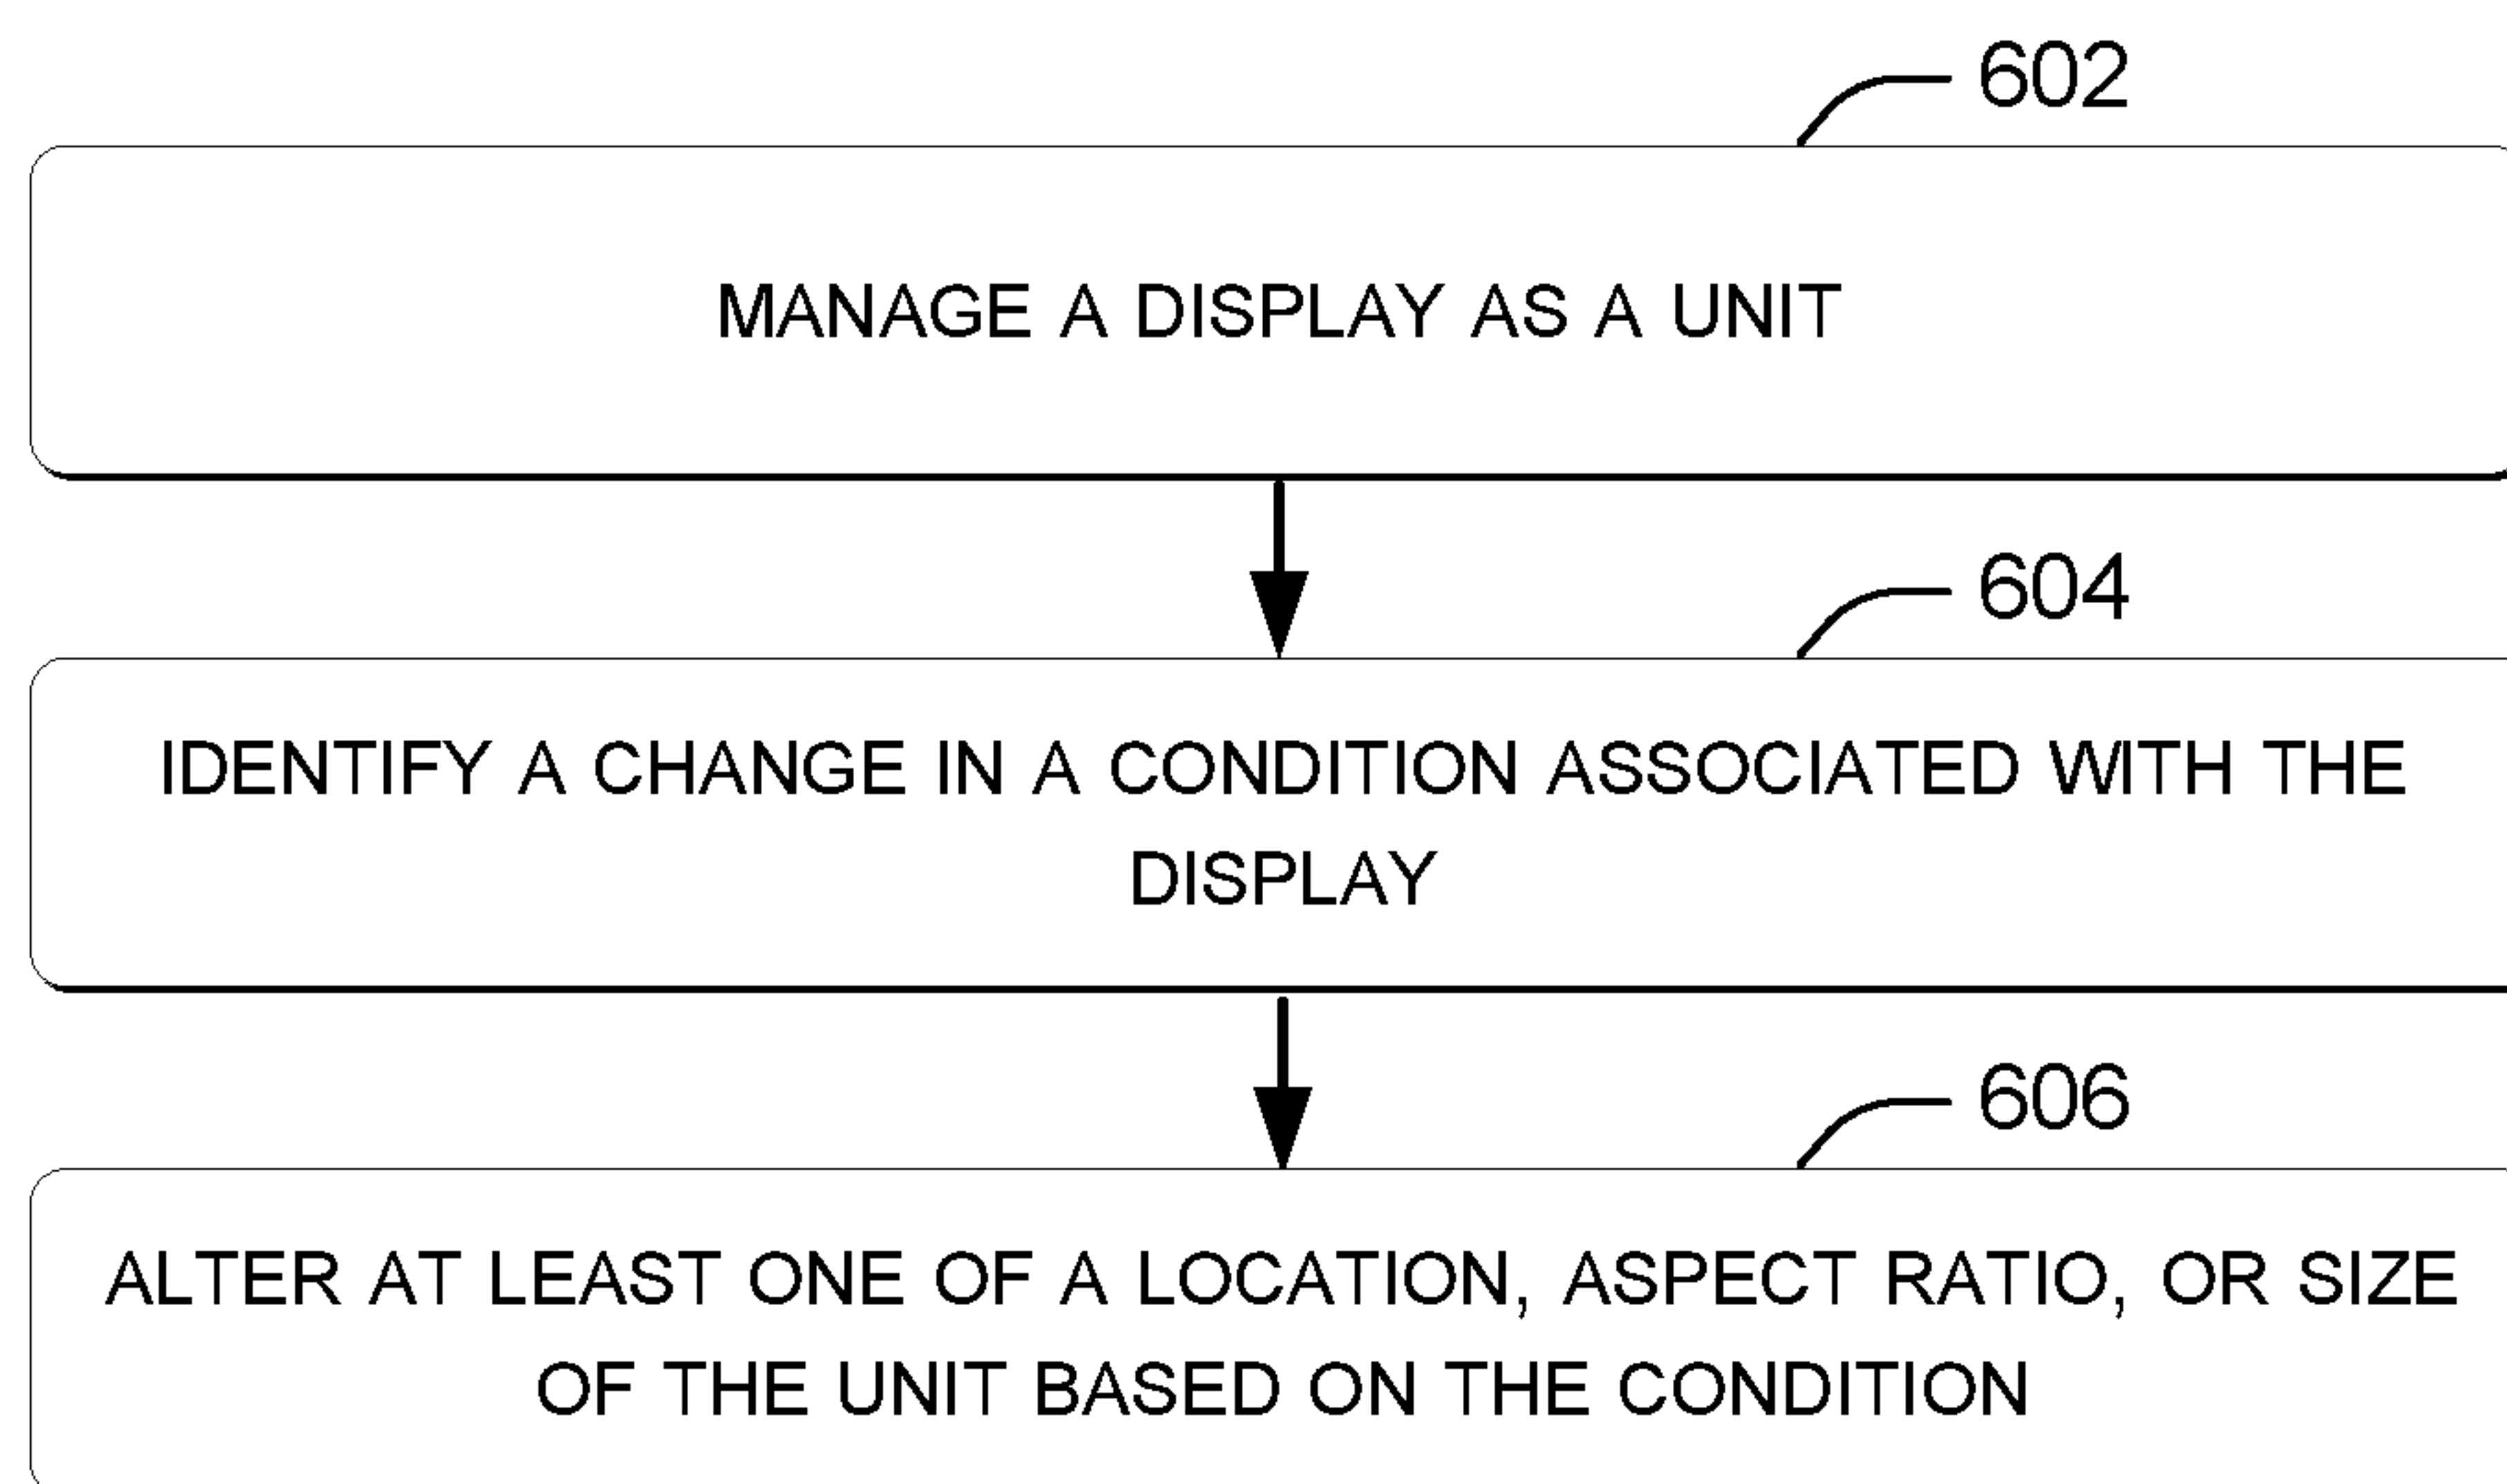 602
MANAGE A DISPLAY AS A UNIT
604
IDENTIFY A CHANGE IN A CONDITION ASSOCIATED WITH THE
DISPLAY
606
ALTER AT LEAST ONE OF A LOCATION, ASPECT RATIO, OR SIZE
OF THE UNIT BASED ON THE CONDITION